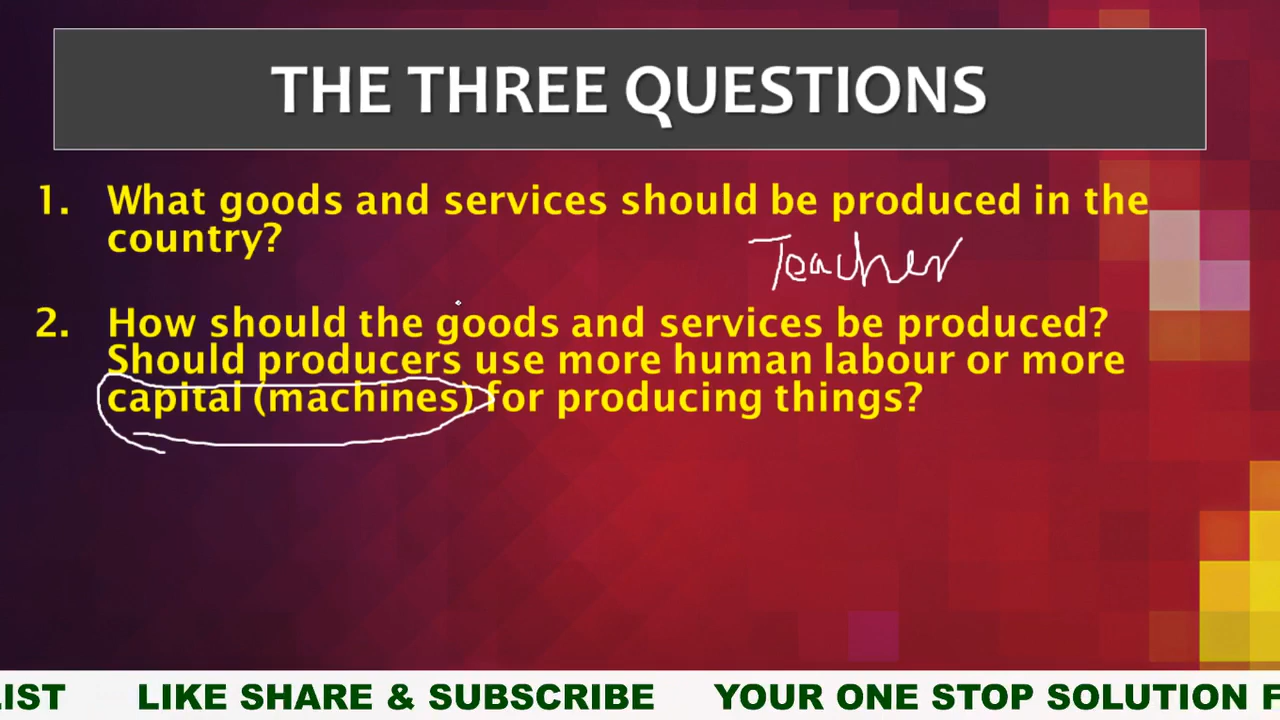 THE THREE QUESTIONS
1. What goods and services should be produced in the
country?
Teacher
2. How should the goods and services be produced?
Should producers use more human labour or more
capital (machines) for producing things?
LIST LIKE SHARE & SUBSCRIBE YOUR ONE STOP SOLUTION F